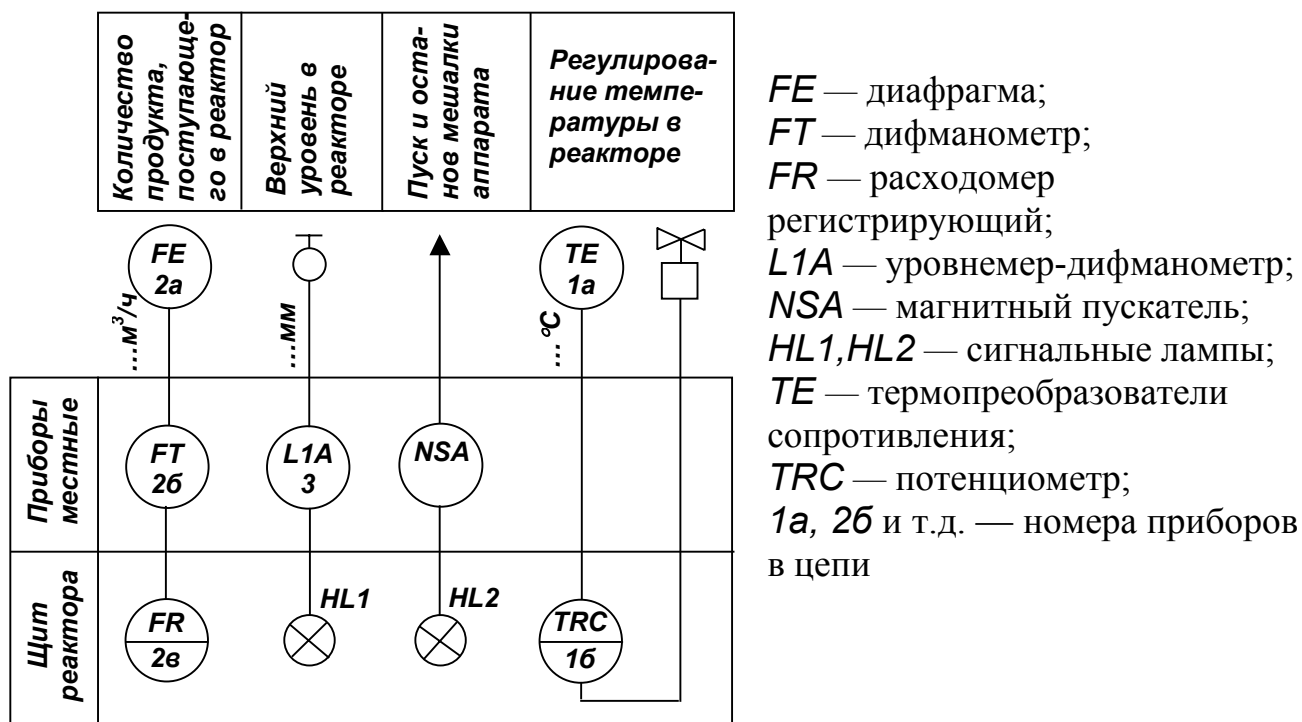 Количество
продукта,
поступающе-
го в реактор
Верхний
уровень в
реакторе
Пуск и оста-
нов мешалки
аппарата
Регулирова-
ние темпе-
ратуры в
реакторе
FE
2а
…м³/ч
…мм
TE
1а
… °C
Приборы
местные
FT
2б
L1A
3
NSA
Щит
реактора
FR
2в
HL1
HL2
TRC
1б
FE — диафрагма;
FT — дифманометр;
FR — расходомер
регистрирующий;
L1A — уровнемер-дифманометр;
NSA — магнитный пускатель;
HL1,HL2 — сигнальные лампы;
TE — термопреобразователи
сопротивления;
TRC — потенциометр;
1а, 2б и т.д. — номера приборов
в цепи